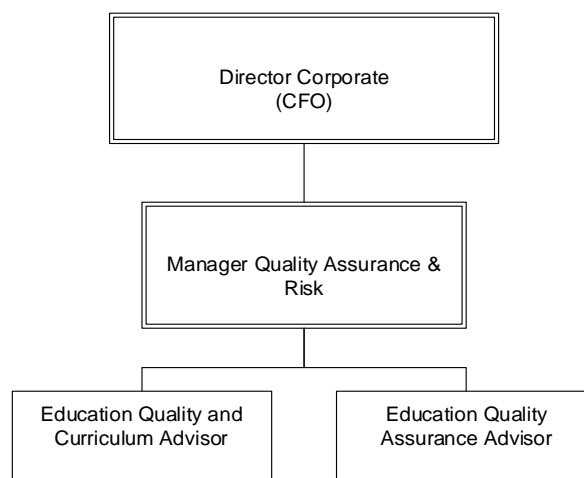 Director Corporate
(CFO)
Manager Quality Assurance &
Risk
Education Quality and
Curriculum Advisor
Education Quality
Assurance Advisor